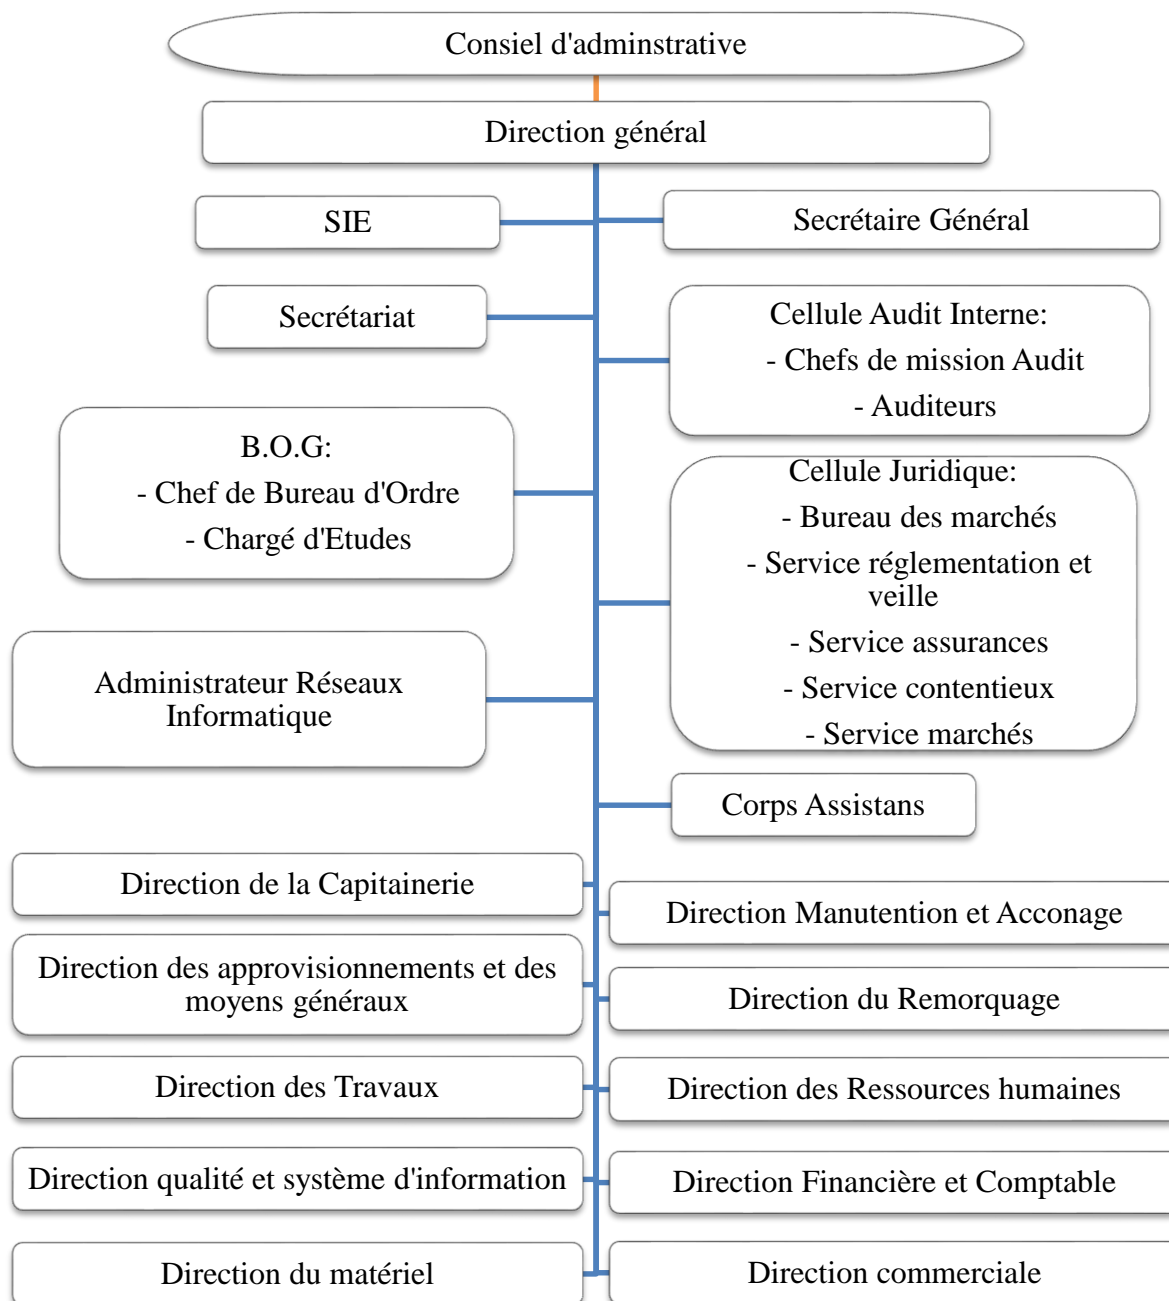 Consiel d'adminstrative
Direction général
SIE
Secrétaire Général
Secrétariat
Cellule Audit Interne:
- Chefs de mission Audit
- Auditeurs
B.O.G:
- Chef de Bureau d'Ordre
- Chargé d'Etudes
Cellule Juridique:
- Bureau des marchés
- Service réglementation et
veille
- Service assurances
- Service contentieux
- Service marchés
Administrateur Réseaux
Informatique
Corps Assistans
Direction de la Capitainerie
Direction Manutention et Acconage
Direction des approvisionnements et des
moyens généraux
Direction du Remorquage
Direction des Travaux
Direction des Ressources humaines
Direction qualité et système d'information
Direction Financière et Comptable
Direction du matériel
Direction commerciale